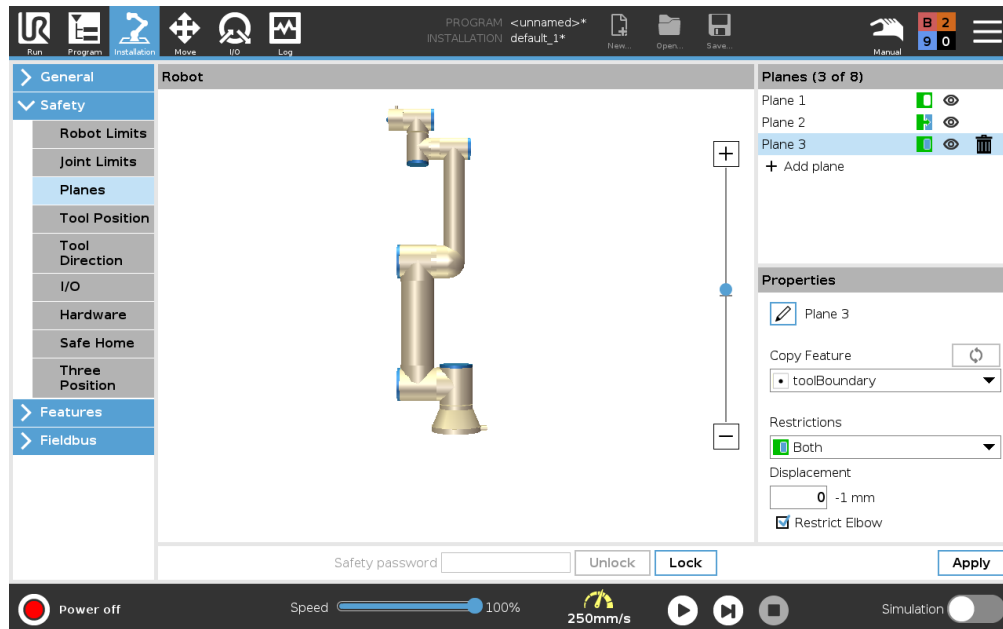 UR
Run
Program
Installation
Move
I/O
Log
PROGRAM <unnamed>*
INSTALLATION default_1*
New...
Open...
Save...
Manual
B 2
9 0
General
Safety
Robot Limits
Joint Limits
Planes
Tool Position
Tool
Direction
I/O
Hardware
Safe Home
Three
Position
Features
Fieldbus
Robot
Planes (3 of 8)
Plane 1
Plane 2
Plane 3
+ Add plane
Properties
Plane 3
Copy Feature
toolBoundary
Restrictions
Both
Displacement
0 -1 mm
Restrict Elbow
Safety password
Unlock
Lock
Apply
Power off
Speed
100%
250mm/s
Simulation